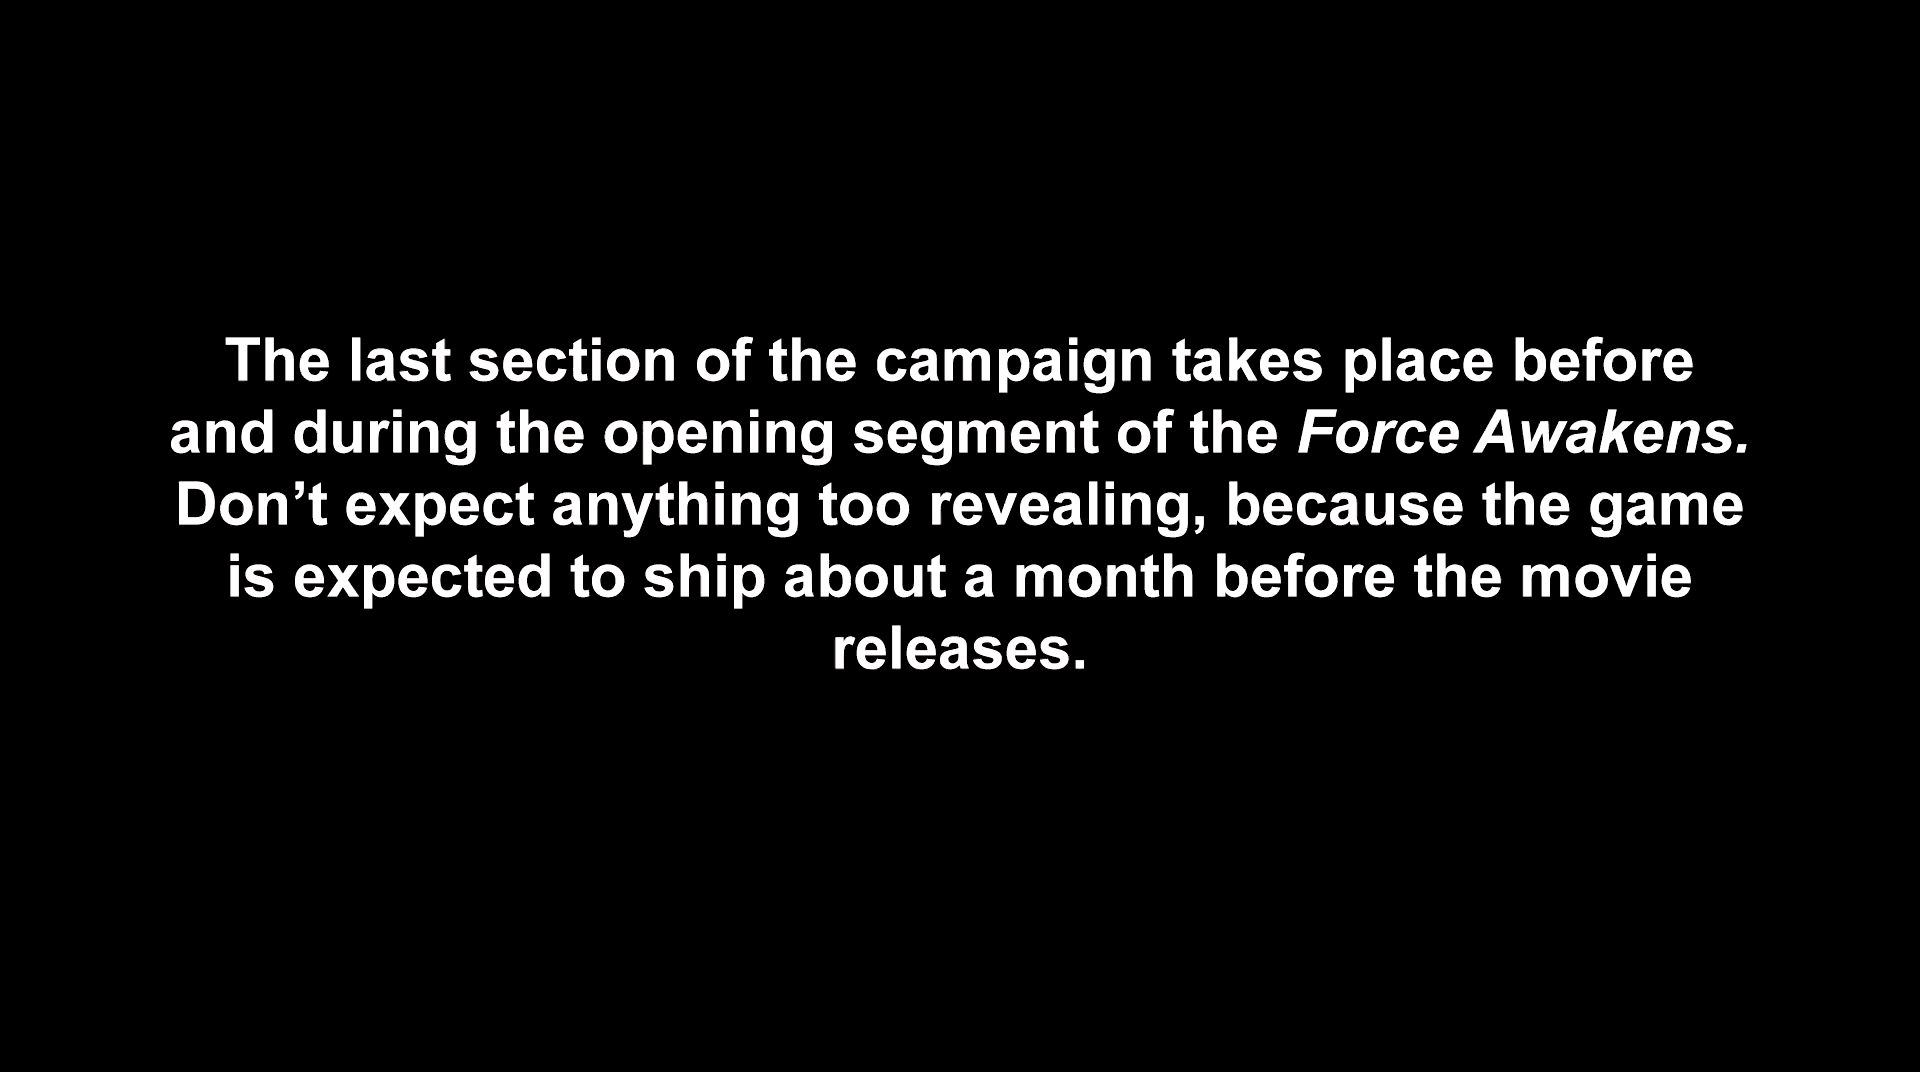 The last section of the campaign takes place before
and during the opening segment of the Force Awakens.
Don’t expect anything too revealing, because the game
is expected to ship about a month before the movie
releases.